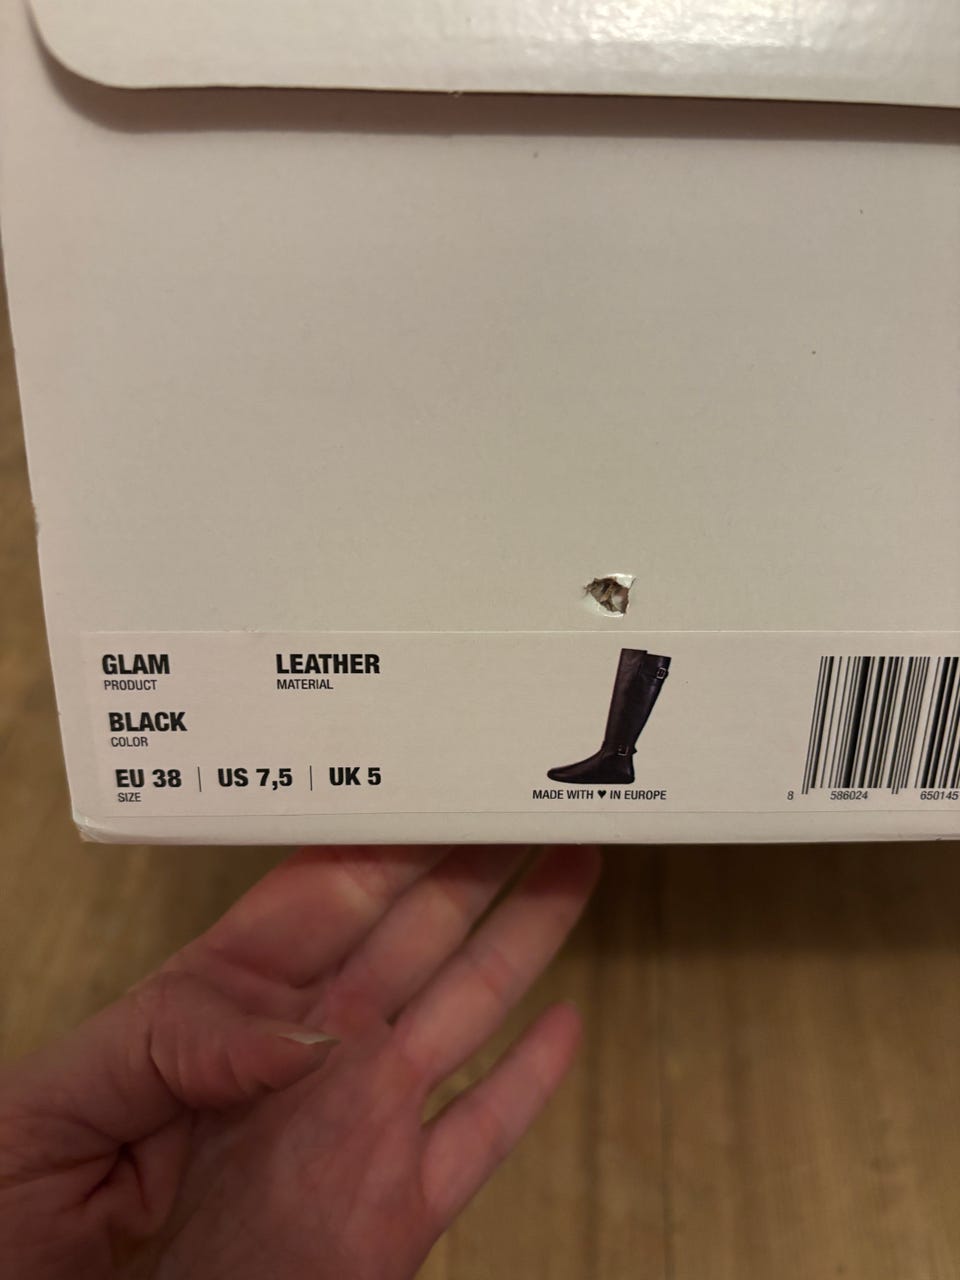 GLAM LEATHER
PRODUCT MATERIAL
BLACK
COLOR
EU 38 | US 7,5 | UK 5
SIZE
MADE WITH ♥ IN EUROPE
8 586024 650145